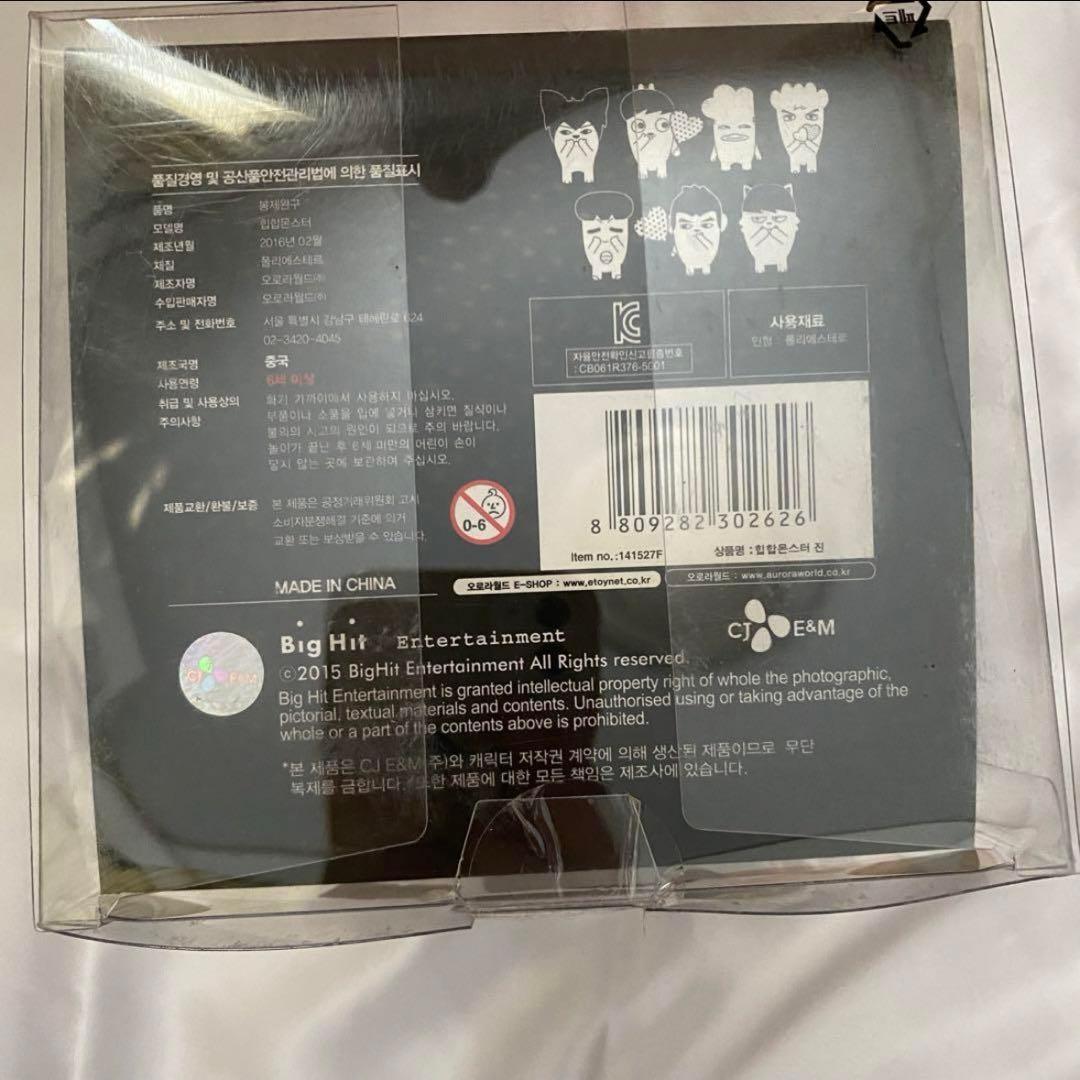 품질경영 및 공산품안전관리법에 의한 품질표시
품명 봉제완구
모델명 힙합몬스터
제조년월 2016년 02월
재질 폴리에스테르
제조자명 오로라월드㈜
수입판매자명 오로라월드㈜
주소 및 전화번호 서울 특별시 강남구 테헤란로 624
02-3420-4045
제조국명 중국
사용연령 6세 이상
취급 및 사용상의 화기 가까이에서 사용하지 마십시오.
주의사항 부품이나 소품을 입에 넣거나 삼키면 질식이나
불의의 사고의 원인이 되므로 주의 바랍니다.
놀이가 끝난 후 6세 미만의 어린이 손이
닿지 않는 곳에 보관하여 주십시오.
제품교환/환불/보증 본 제품은 공정거래위원회 고시
소비자분쟁해결 기준에 의거
교환 또는 보상받을 수 있습니다.
0-6
KC
자율안전확인신고필증번호
: CB061R376-5001
사용재료
인형 : 폴리에스테르
8 809282 302626
Item no.:141527F
상품명 : 힙합몬스터 진
MADE IN CHINA
오로라월드 E-SHOP : www.etoynet.co.kr
오로라월드 : www.auroraworld.co.kr
CJ E&M
CJ E&M
Big Hit Entertainment
©2015 BigHit Entertainment All Rights reserved.
Big Hit Entertainment is granted intellectual property right of whole the photographic,
pictorial, textual materials and contents. Unauthorised using or taking advantage of the
whole or a part of the contents above is prohibited.
*본 제품은 CJ E&M(주)와 캐릭터 저작권 계약에 의해 생산된 제품이므로 무단
복제를 금합니다. 또한 제품에 대한 모든 책임은 제조사에 있습니다.